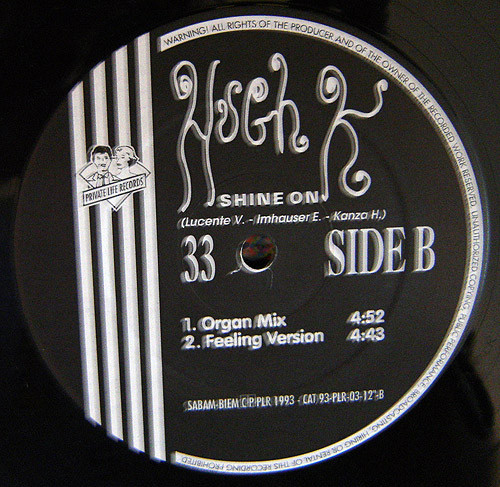 WARNING! ALL RIGHTS OF THE PRODUCER AND OF THE OWNER OF THE RECORDED WORK RESERVED. UNAUTHORIZED COPYING, PUBLIC PERFORMANCE, BROADCASTING, HIRING OR RENTAL OF THIS RECORDING PROHIBITED.
Hugh K
PRIVATE LIFE RECORDS
SHINE ON
(Lucente V. - Imhauser E. - Kanza H.)
33 SIDE B
1. Organ Mix 4:52
2. Feeling Version 4:43
SABAM-BIEM C P PLR 1993 - CAT 93-PLR-03-12"-B